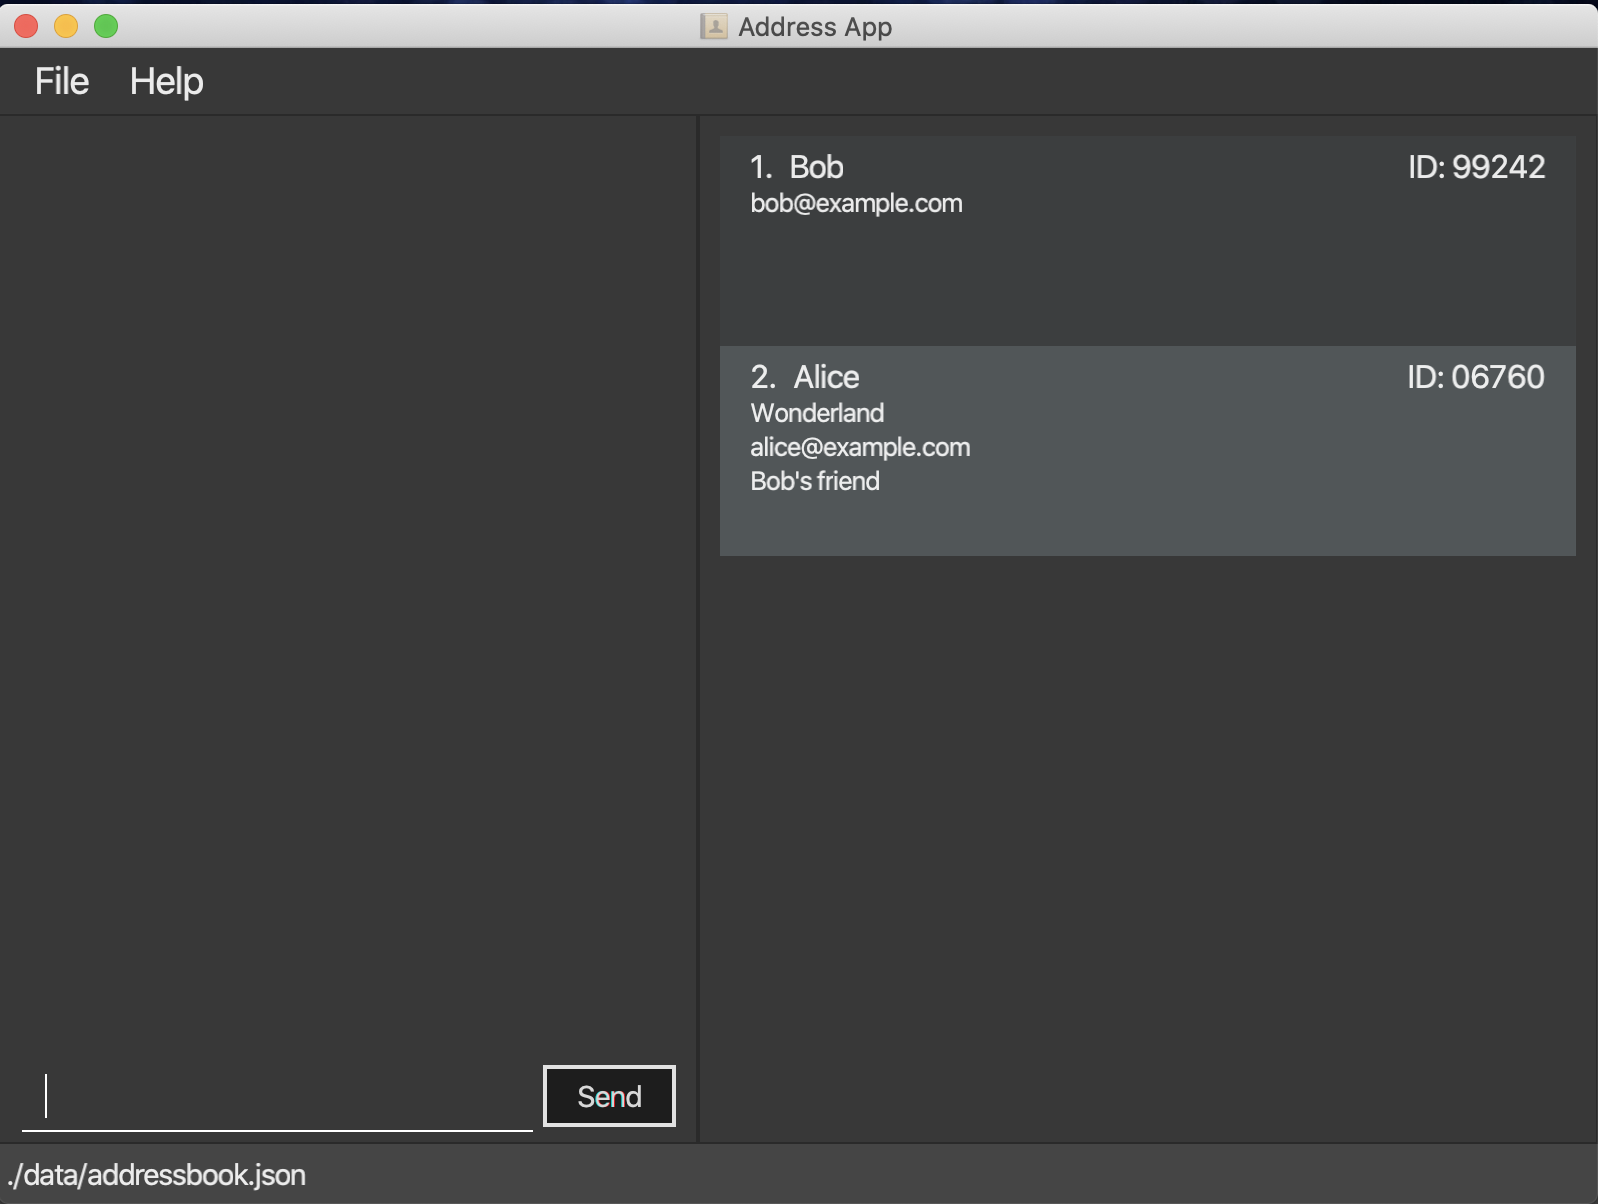 Address App
File Help
1. Bob ID: 99242
bob@example.com
2. Alice ID: 06760
Wonderland
alice@example.com
Bob's friend
Send
./data/addressbook.json